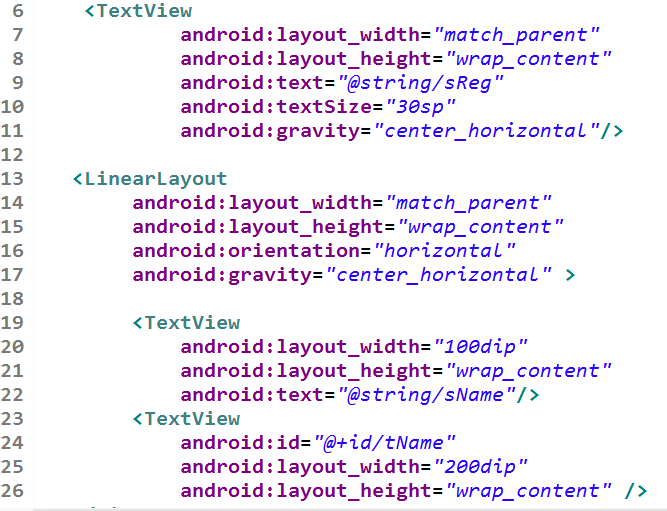 6 <TextView
7 android:layout_width="match_parent"
8 android:layout_height="wrap_content"
9 android:text="@string/sReg"
10 android:textSize="30sp"
11 android:gravity="center_horizontal"/>
12
13 <LinearLayout
14 android:layout_width="match_parent"
15 android:layout_height="wrap_content"
16 android:orientation="horizontal"
17 android:gravity="center_horizontal" >
18
19 <TextView
20 android:layout_width="100dip"
21 android:layout_height="wrap_content"
22 android:text="@string/sName"/>
23 <TextView
24 android:id="@+id/tName"
25 android:layout_width="200dip"
26 android:layout_height="wrap_content" />